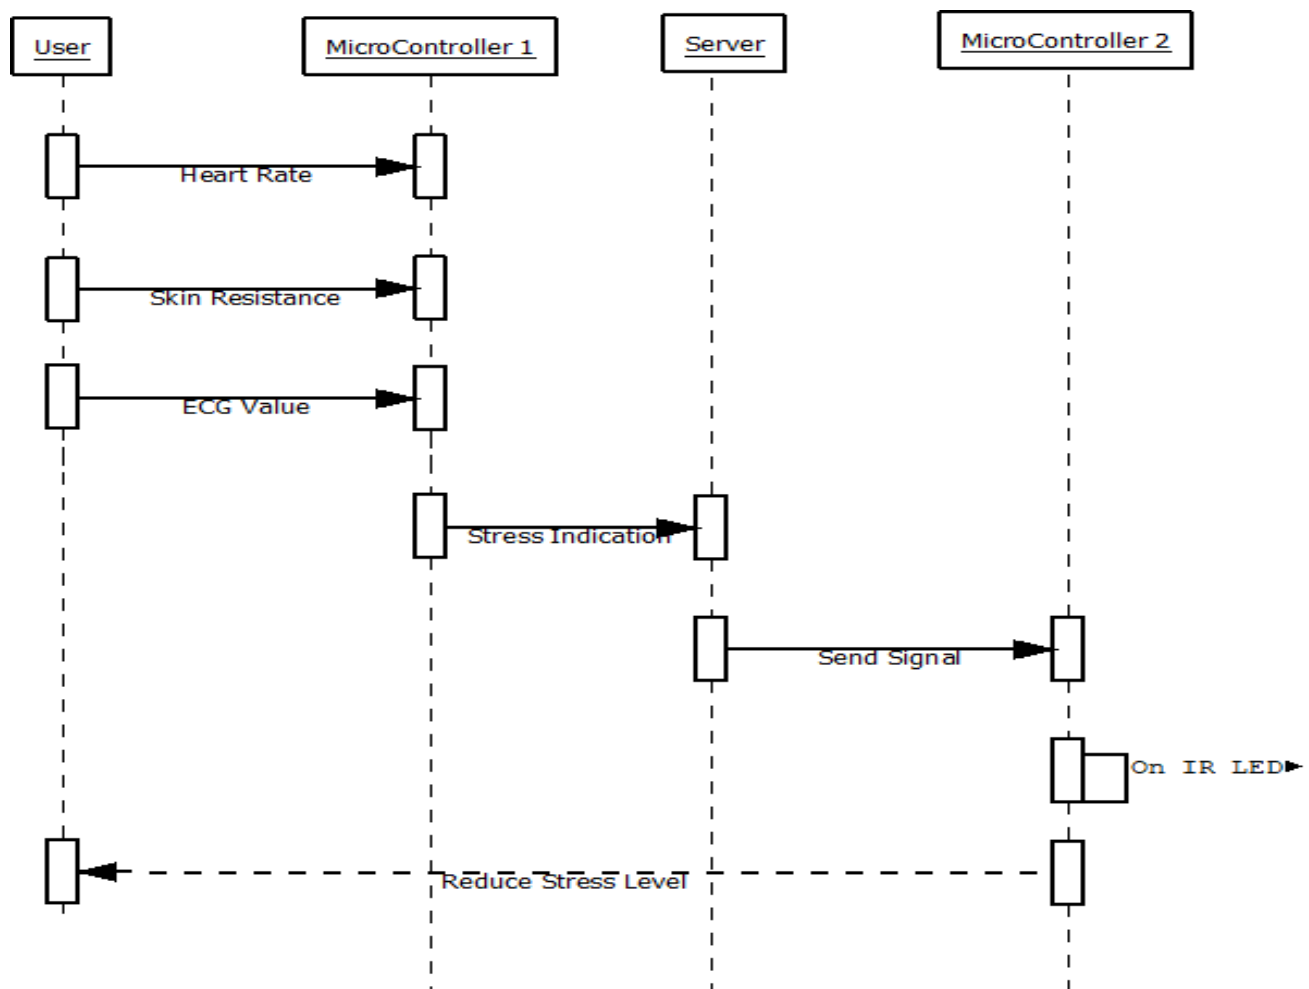 User
MicroController 1
Server
MicroController 2
Heart Rate
Skin Resistance
ECG Value
Stress Indication
Send Signal
On IR LED
Reduce Stress Level